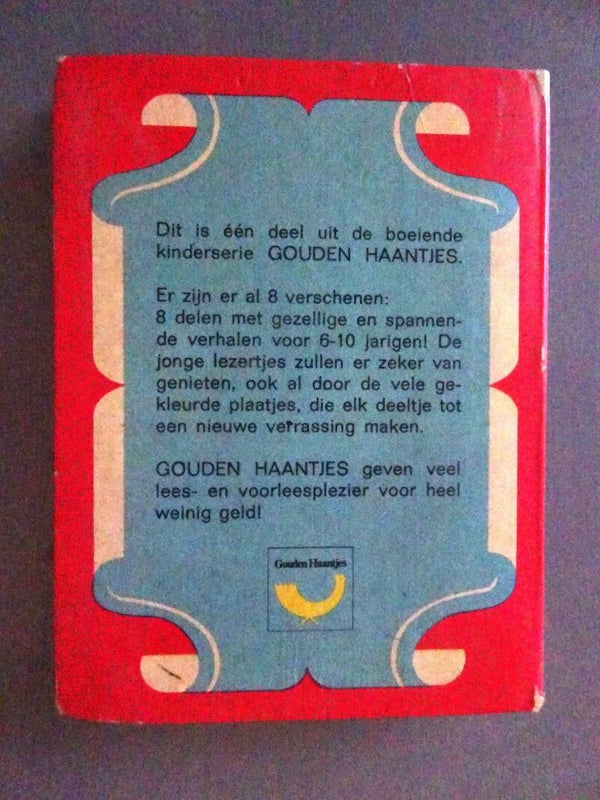 Dit is één deel uit de boeiende
kinderserie GOUDEN HAANTJES.
Er zijn er al 8 verschenen:
8 delen met gezellige en spannen-
de verhalen voor 6-10 jarigen! De
jonge lezertjes zullen er zeker van
genieten, ook al door de vele ge-
kleurde plaatjes, die elk deeltje tot
een nieuwe verrassing maken.
GOUDEN HAANTJES geven veel
lees- en voorleesplezier voor heel
weinig geld!
Gouden Haantjes